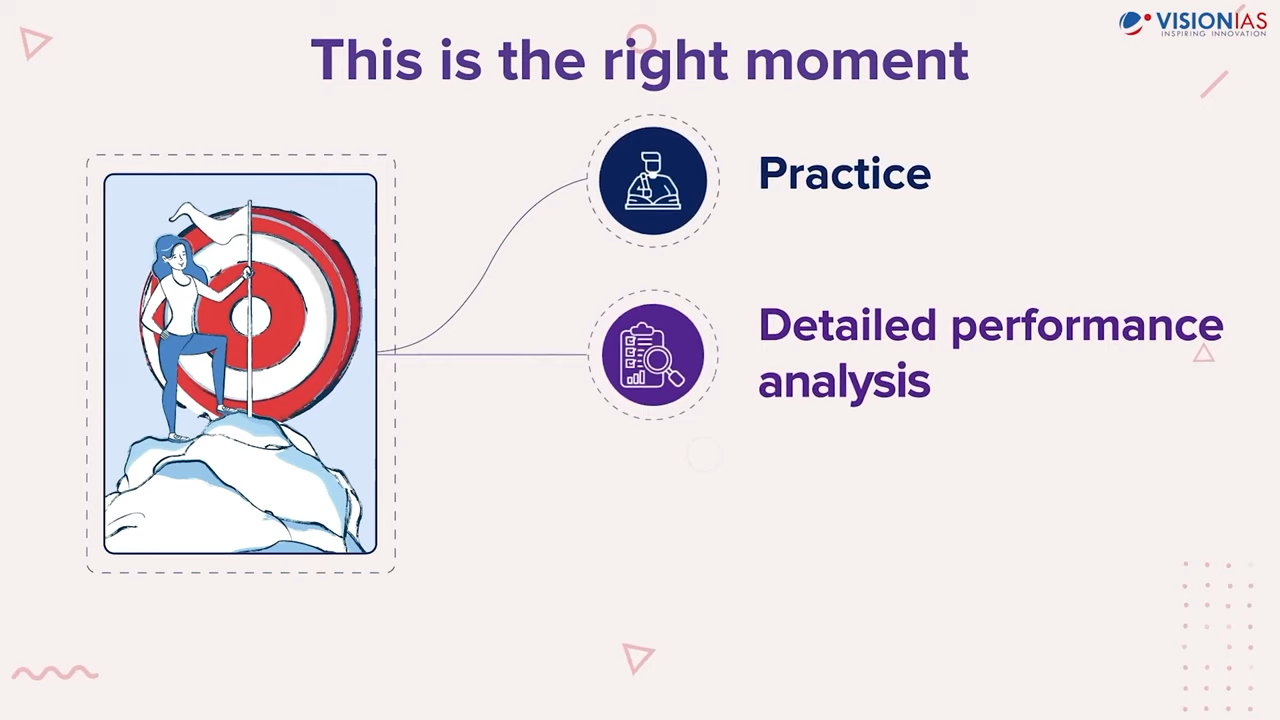 VISIONIAS
INSPIRING INNOVATION
This is the right moment
Practice
Detailed performance
analysis